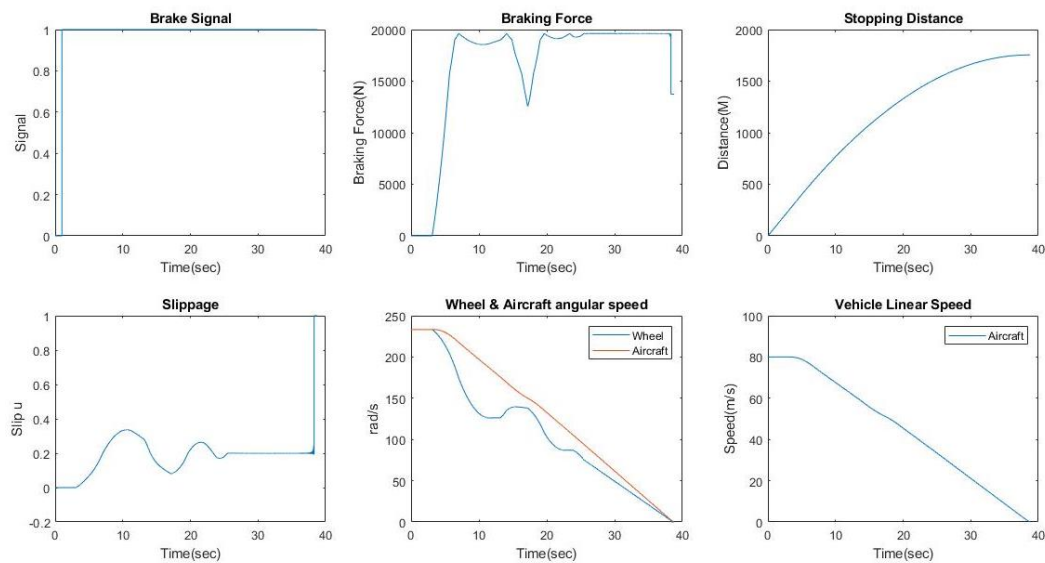 Brake Signal
1
0.8
0.6
0.4
0.2
0
Signal
0 10 20 30 40
Time(sec)
Braking Force
20000
15000
10000
5000
0
Braking Force(N)
0 10 20 30 40
Time(sec)
Stopping Distance
2000
1500
1000
500
0
Distance(M)
0 10 20 30 40
Time(sec)
Slippage
1
0.8
0.6
0.4
0.2
0
-0.2
Slip u
0 10 20 30 40
Time(sec)
Wheel & Aircraft angular speed
250
200
150
100
50
0
rad/s
Wheel
Aircraft
0 10 20 30 40
Time(sec)
Vehicle Linear Speed
100
80
60
40
20
0
Speed(m/s)
Aircraft
0 10 20 30 40
Time(sec)